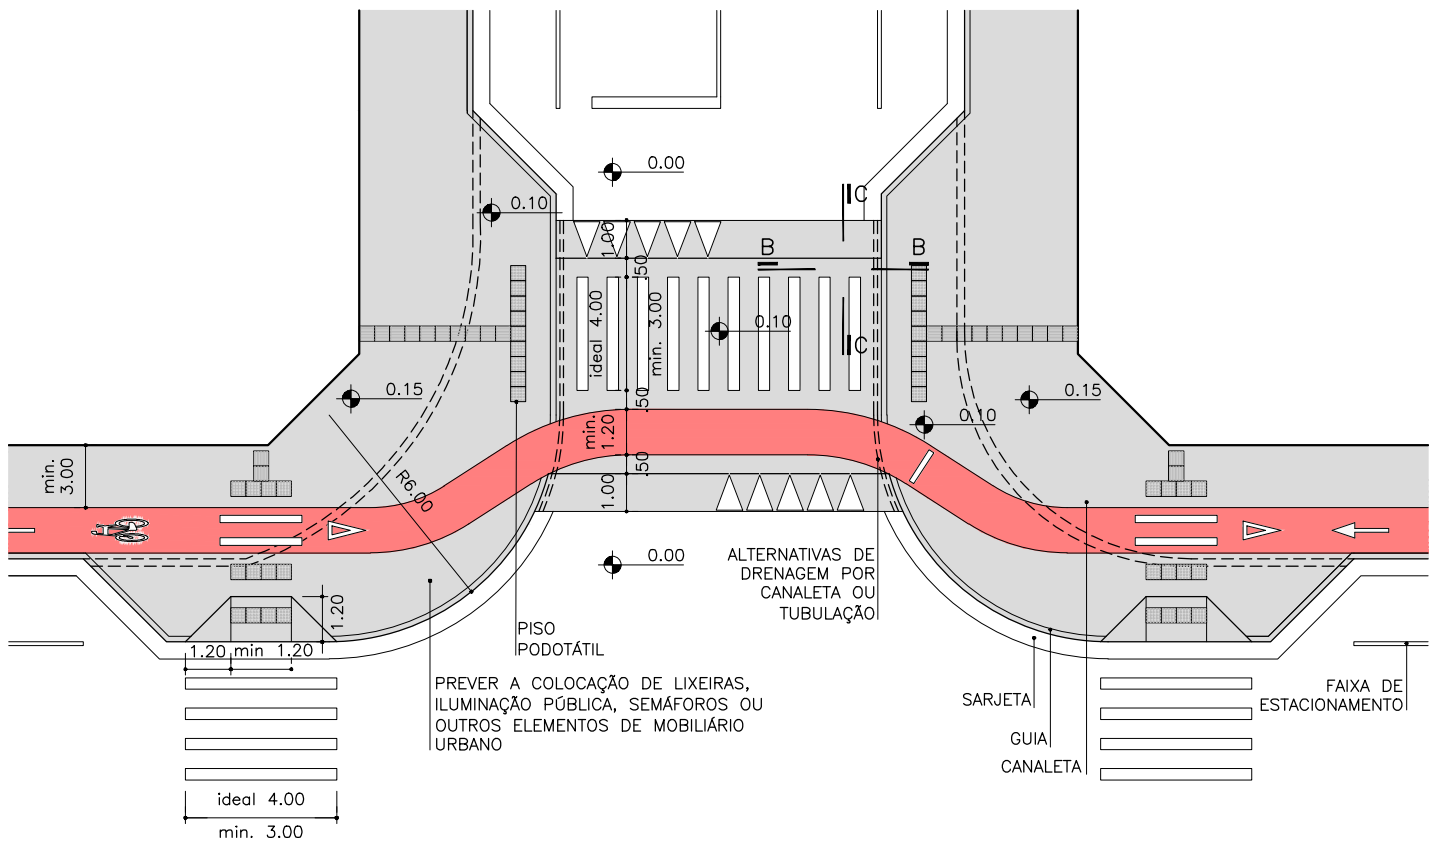 0.00
C
0.10
B
B
1.00
.50
ideal 4.00
min. 3.00
0.10
C
0.15
0.15
.50
0.10
min.
1.20
min.
3.00
.50
R6.00
1.00
0.00
ALTERNATIVAS DE
DRENAGEM POR
CANALETA OU
TUBULAÇÃO
1.20
PISO
PODOTÁTIL
1.20
min 1.20
PREVER A COLOCAÇÃO DE LIXEIRAS,
ILUMINAÇÃO PÚBLICA, SEMÁFOROS OU
OUTROS ELEMENTOS DE MOBILIÁRIO
URBANO
SARJETA
GUIA
CANALETA
FAIXA DE
ESTACIONAMENTO
ideal 4.00
min. 3.00